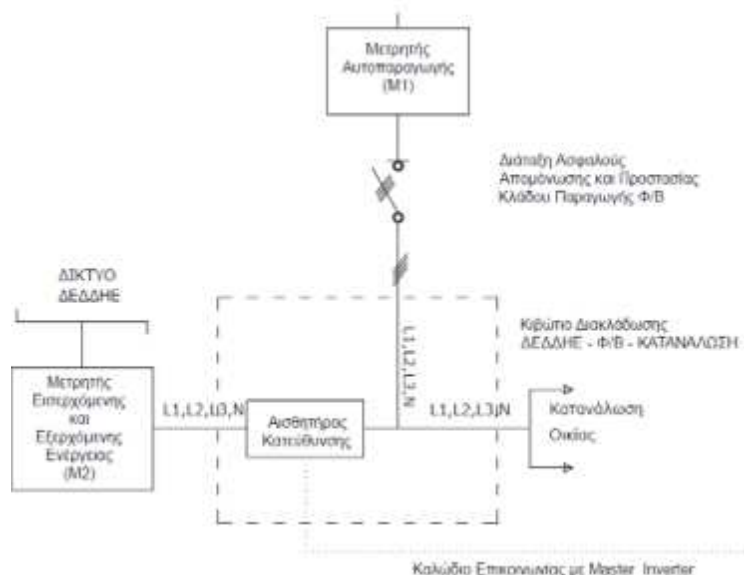 Μετρητής
Αυτοπαραγωγής
(M1)
Διάταξη Ασφαλούς
Απομόνωσης και Προστασίας
Κλάδου Παραγωγής Φ/Β
ΔΙΚΤΥΟ
ΔΕΔΔΗΕ
Κιβώτιο Διακλάδωσης
ΔΕΔΔΗΕ - Φ/Β - ΚΑΤΑΝΑΛΩΣΗ
L1,L2,L3,N
Μετρητής
Εισερχόμενης
και
Εξερχόμενης
Ενέργειας
(M2)
L1,L2,L3,N
Αισθητήρας
Κατεύθυνσης
L1,L2,L3,N
Κατανάλωση
Οικίας
Καλώδιο Επικοινωνίας με Master Inverter